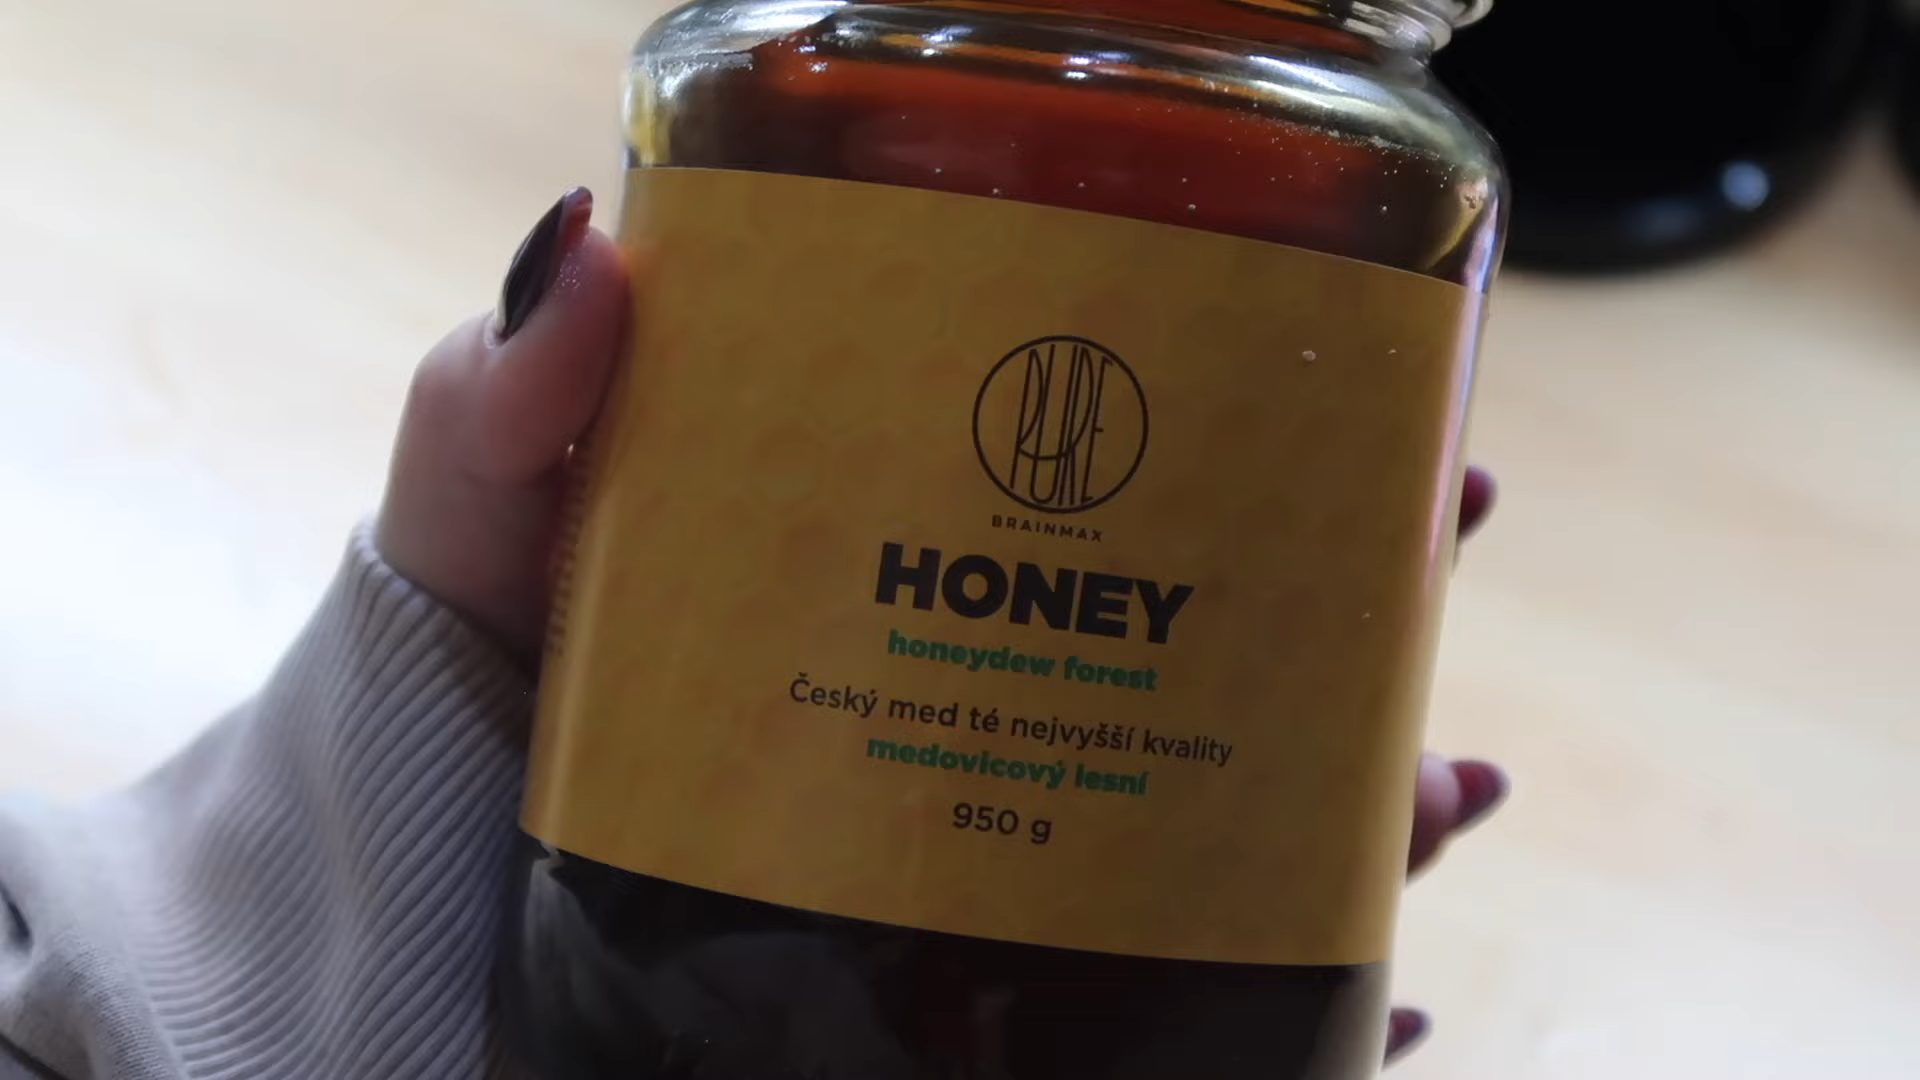 PURE
BRAINMAX
HONEY
honeydew forest
Český med té nejvyšší kvality
medovicový lesní
950 g